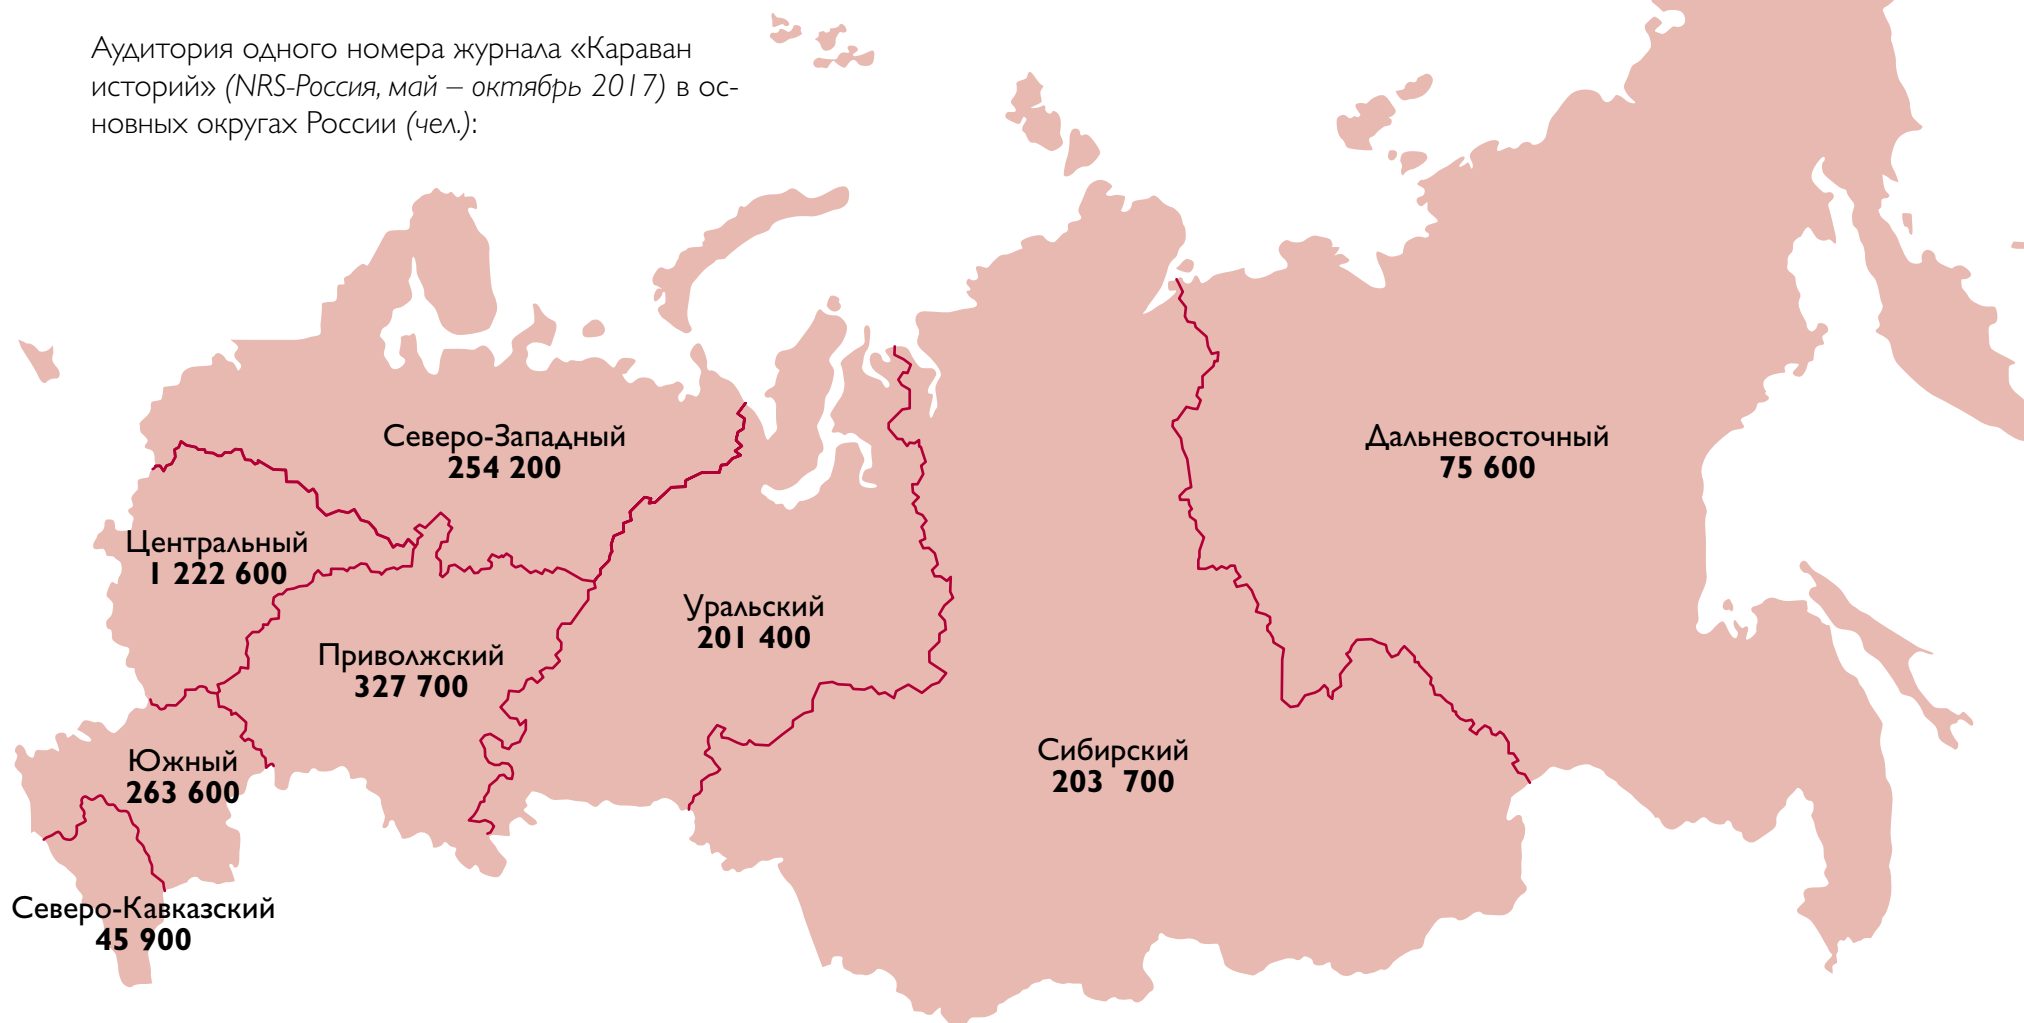 Аудитория одного номера журнала «Караван
историй» (NRS-Россия, май – октябрь 2017) в ос-
новных округах России (чел.):
Северо-Западный
254 200
Дальневосточный
75 600
Центральный
1 222 600
Уральский
201 400
Приволжский
327 700
Южный
263 600
Сибирский
203 700
Северо-Кавказский
45 900